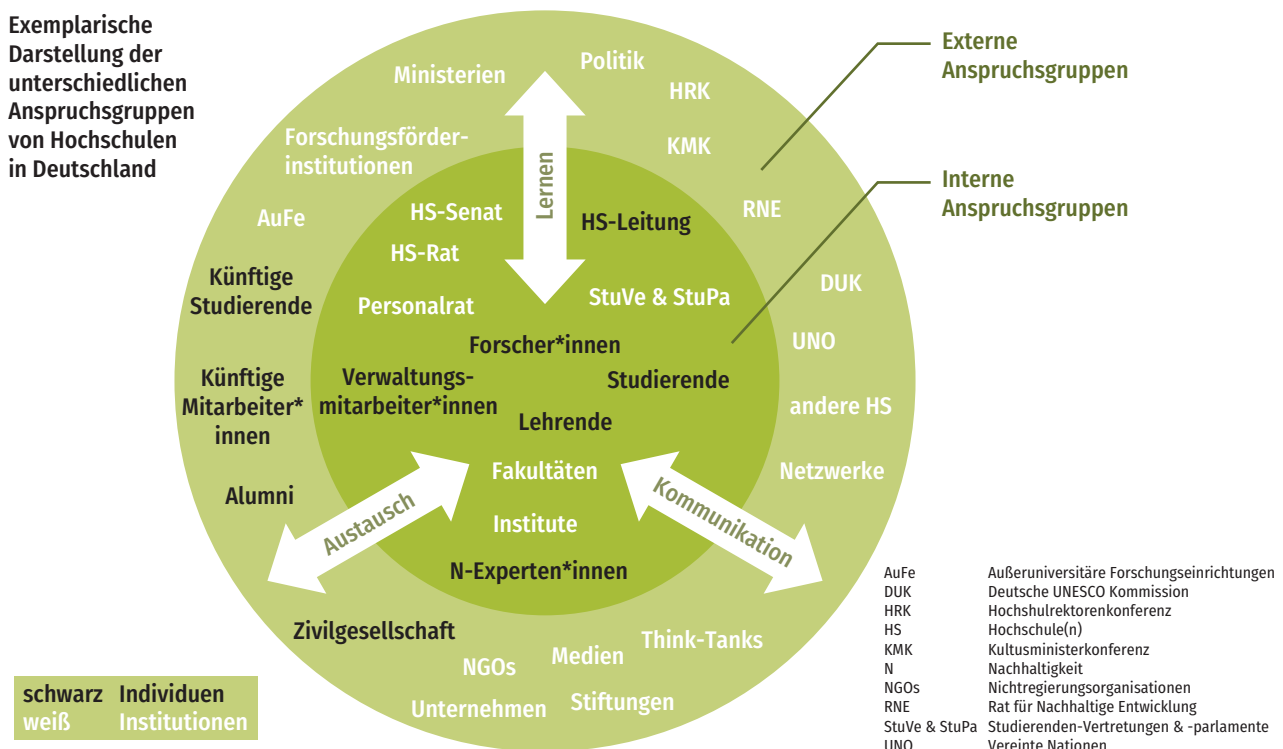 Exemplarische
Darstellung der
unterschiedlichen
Anspruchsgruppen
von Hochschulen
in Deutschland
Externe
Anspruchsgruppen
Interne
Anspruchsgruppen
Ministerien
Politik
HRK
Forschungsförder-
institutionen
KMK
AuFe
RNE
Künftige
Studierende
DUK
UNO
Künftige
Mitarbeiter*
innen
andere HS
Alumni
Netzwerke
Zivilgesellschaft
NGOs
Medien
Think-Tanks
Unternehmen
Stiftungen
Lernen
HS-Senat
HS-Leitung
HS-Rat
Personalrat
StuVe & StuPa
Forscher*innen
Verwaltungs-
mitarbeiter*innen
Studierende
Lehrende
Fakultäten
Institute
N-Experten*innen
Austausch
Kommunikation
schwarz Individuen
weiß Institutionen
AuFe Außeruniversitäre Forschungseinrichtungen
DUK Deutsche UNESCO Kommission
HRK Hochshulrektorenkonferenz
HS Hochschule(n)
KMK Kultusministerkonferenz
N Nachhaltigkeit
NGOs Nichtregierungsorganisationen
RNE Rat für Nachhaltige Entwicklung
StuVe & StuPa Studierenden-Vertretungen & -parlamente
UNO Vereinte Nationen